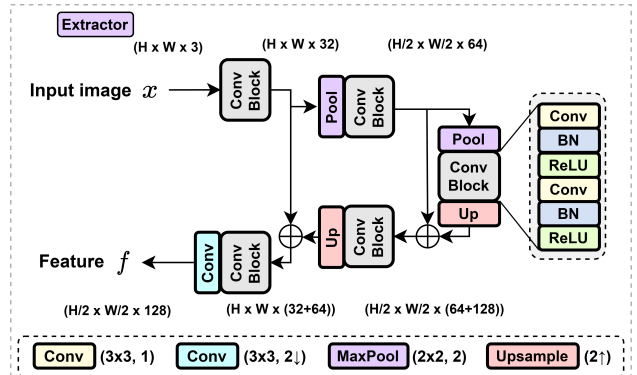 Extractor
(H x W x 3)
(H x W x 32)
(H/2 x W/2 x 64)
Input image x
Conv Block
Pool
Conv Block
Pool
Conv Block
Up
Conv
BN
ReLU
Conv
BN
ReLU
Feature f
Conv
Conv Block
Up
Conv Block
(H/2 x W/2 x 128)
(H x W x (32+64))
(H/2 x W/2 x (64+128))
Conv (3x3, 1)
Conv (3x3, 2↓)
MaxPool (2x2, 2)
Upsample (2↑)